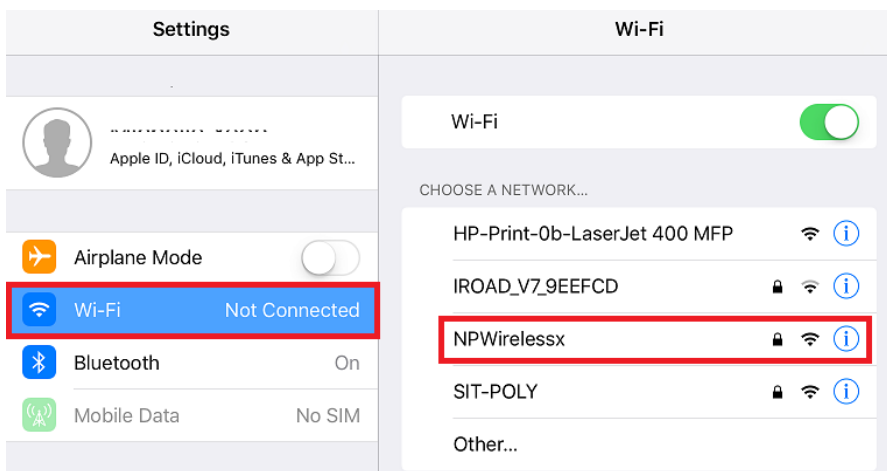 Settings
Apple ID, iCloud, iTunes & App St...
Airplane Mode
Wi-Fi Not Connected
Bluetooth On
Mobile Data No SIM
Wi-Fi
Wi-Fi
CHOOSE A NETWORK...
HP-Print-0b-LaserJet 400 MFP
IROAD_V7_9EEFCD
NPWirelessx
SIT-POLY
Other...